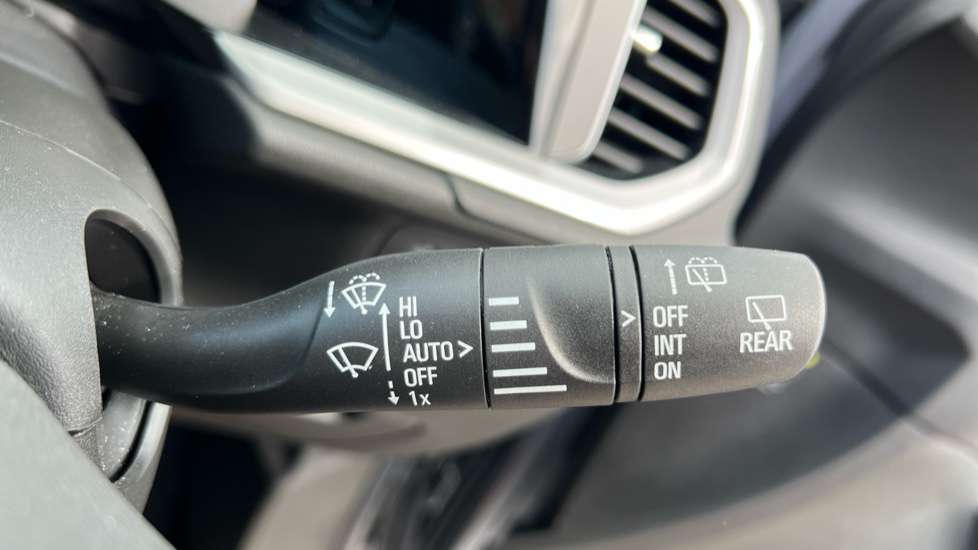 HI
LO
AUTO >
OFF
1x
>
OFF
INT
ON
REAR